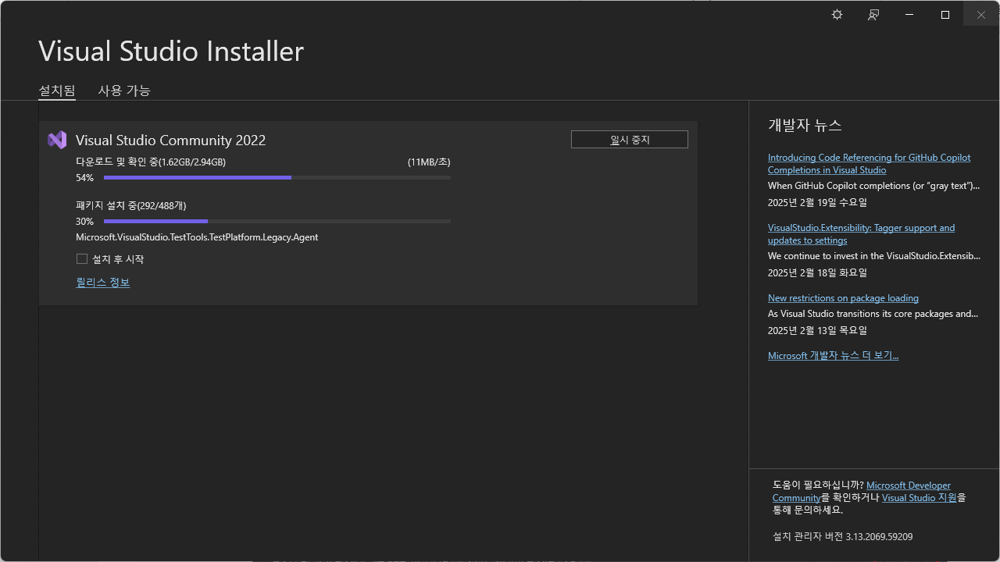 Visual Studio Installer
설치됨
사용 가능
Visual Studio Community 2022
일시 중지
다운로드 및 확인 중(1.62GB/2.94GB)
(11MB/초)
54%
패키지 설치 중(292/488개)
30%
Microsoft.VisualStudio.TestTools.TestPlatform.Legacy.Agent
설치 후 시작
릴리스 정보
개발자 뉴스
Introducing Code Referencing for GitHub Copilot
Completions in Visual Studio
When GitHub Copilot completions (or "gray text")...
2025년 2월 19일 수요일
VisualStudio.Extensibility: Tagger support and
updates to settings
We continue to invest in the VisualStudio.Extensib...
2025년 2월 18일 화요일
New restrictions on package loading
As Visual Studio transitions its core packages and...
2025년 2월 13일 목요일
Microsoft 개발자 뉴스 더 보기...
도움이 필요하십니까? Microsoft Developer
Community를 확인하거나 Visual Studio 지원을
통해 문의하세요.
설치 관리자 버전 3.13.2069.59209